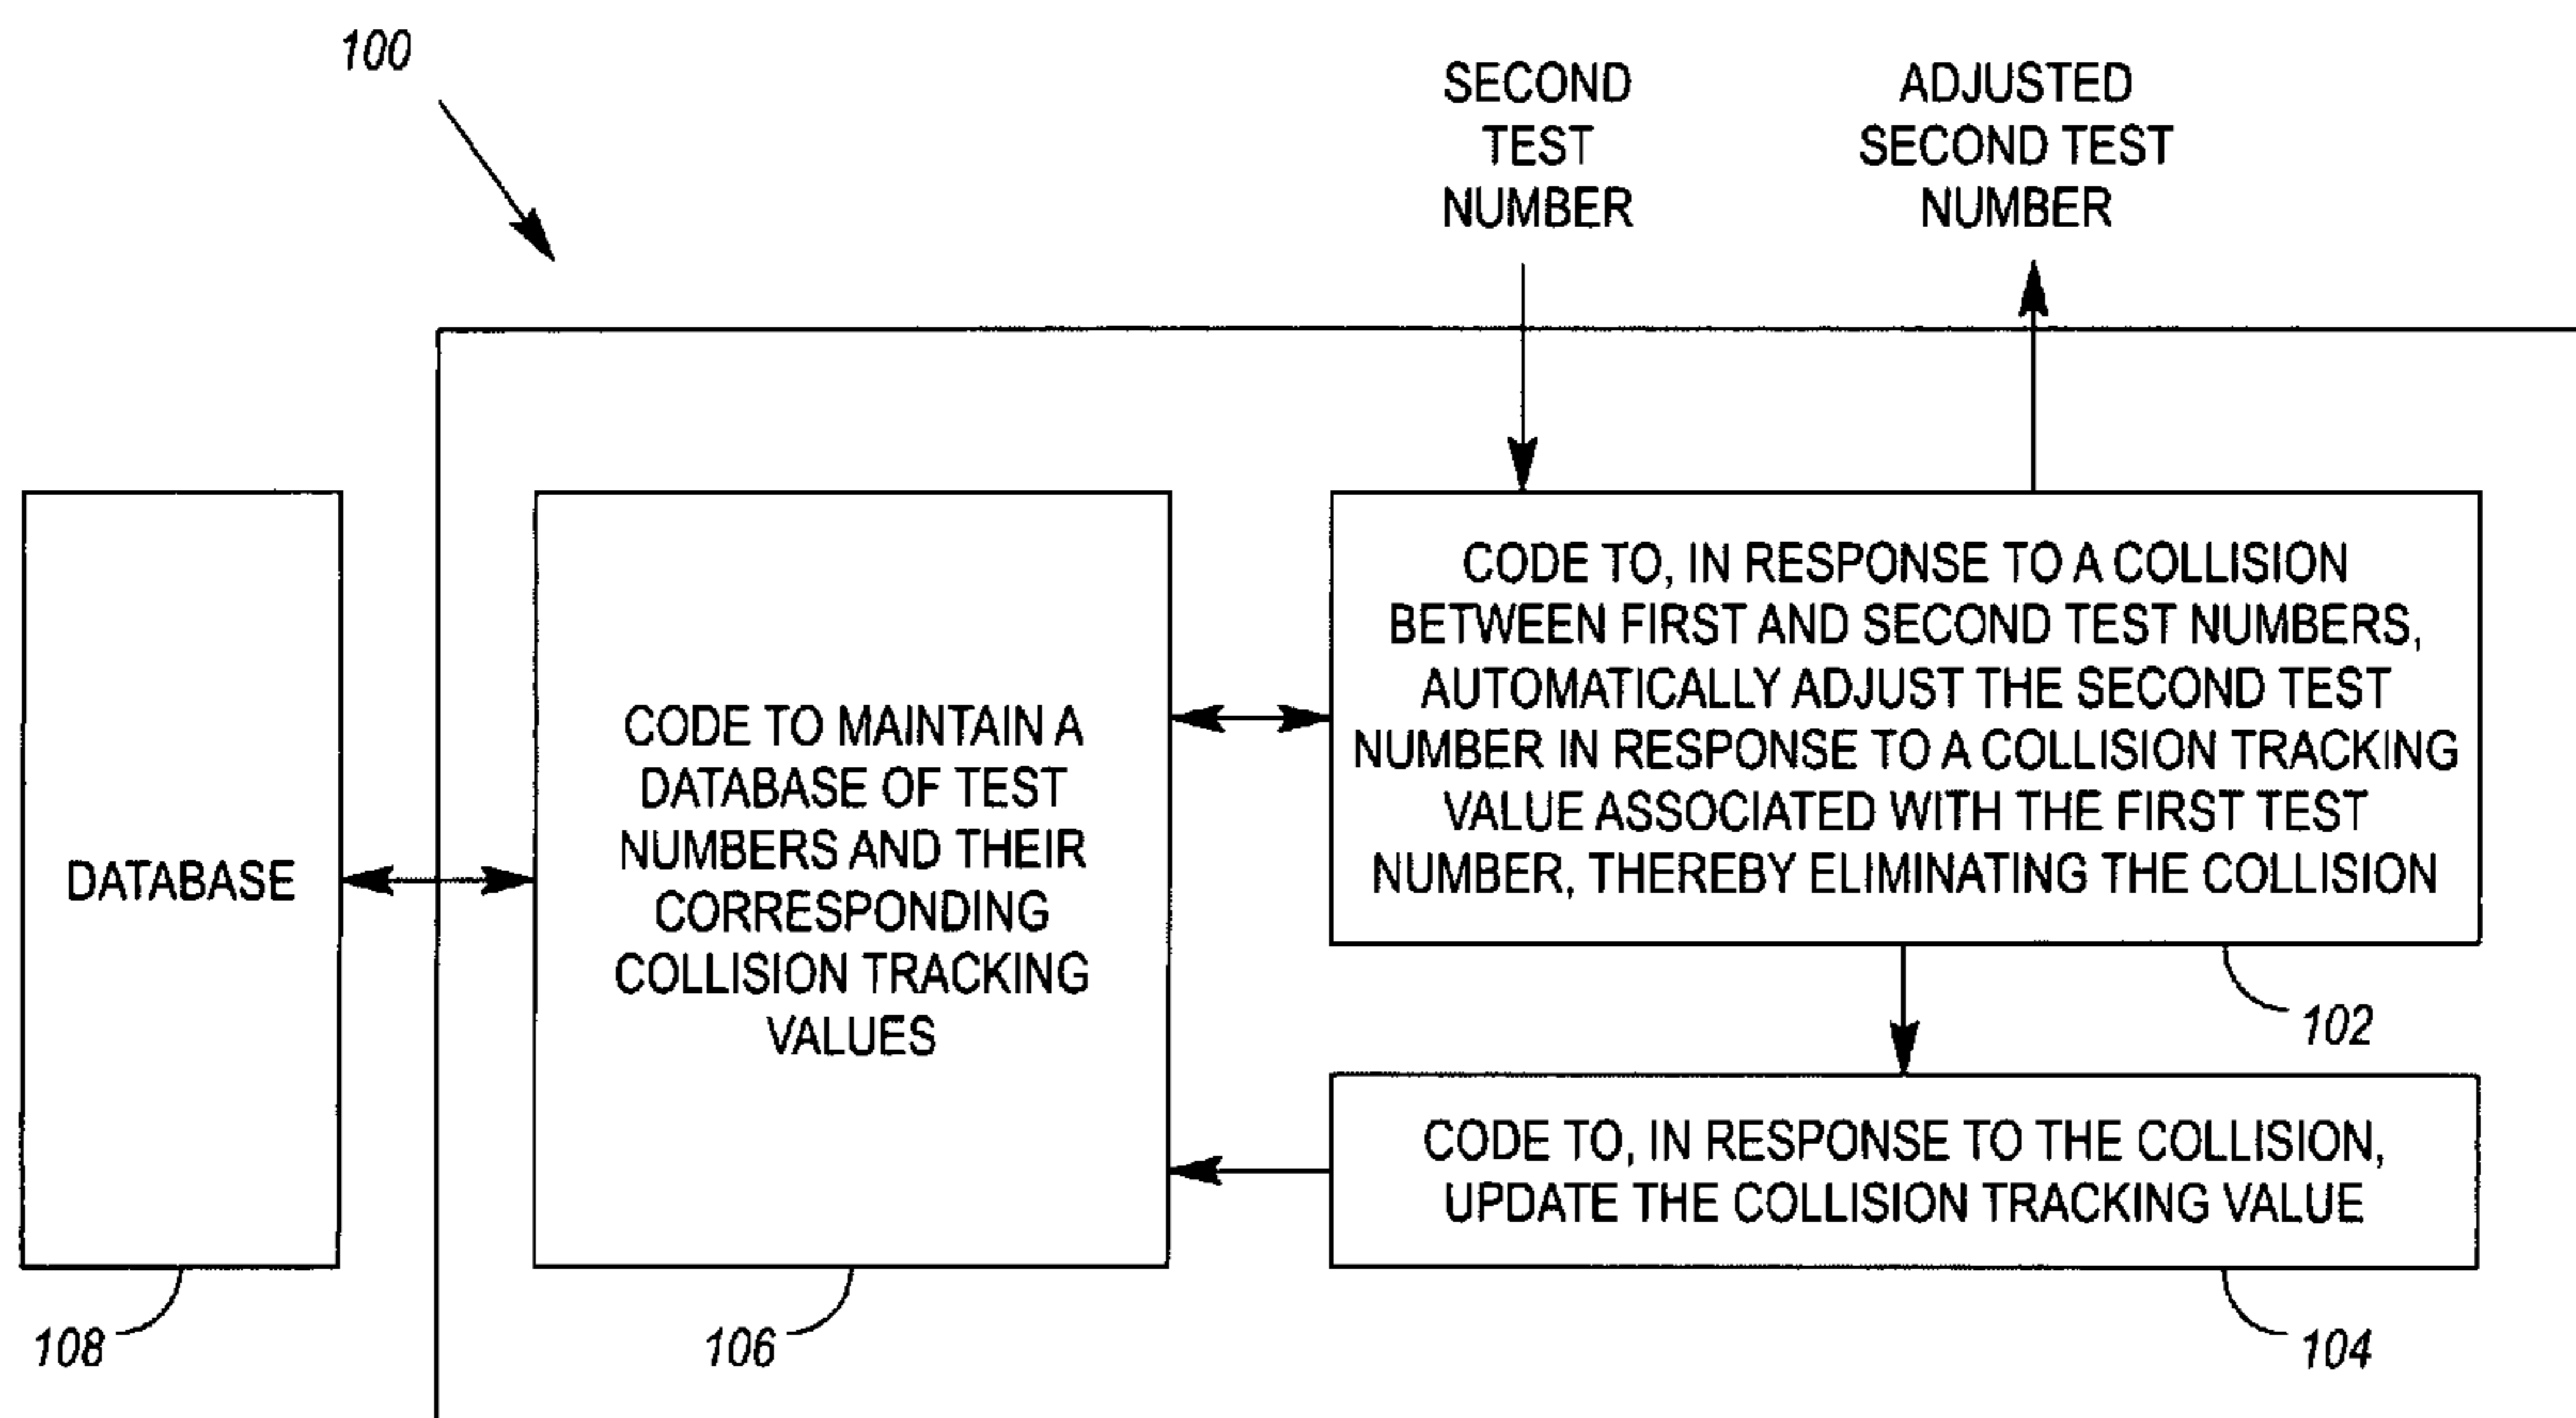 100
SECOND
TEST
NUMBER
ADJUSTED
SECOND TEST
NUMBER
DATABASE
CODE TO MAINTAIN A
DATABASE OF TEST
NUMBERS AND THEIR
CORRESPONDING
COLLISION TRACKING
VALUES
CODE TO, IN RESPONSE TO A COLLISION
BETWEEN FIRST AND SECOND TEST NUMBERS,
AUTOMATICALLY ADJUST THE SECOND TEST
NUMBER IN RESPONSE TO A COLLISION TRACKING
VALUE ASSOCIATED WITH THE FIRST TEST
NUMBER, THEREBY ELIMINATING THE COLLISION
102
CODE TO, IN RESPONSE TO THE COLLISION,
UPDATE THE COLLISION TRACKING VALUE
108
106
104